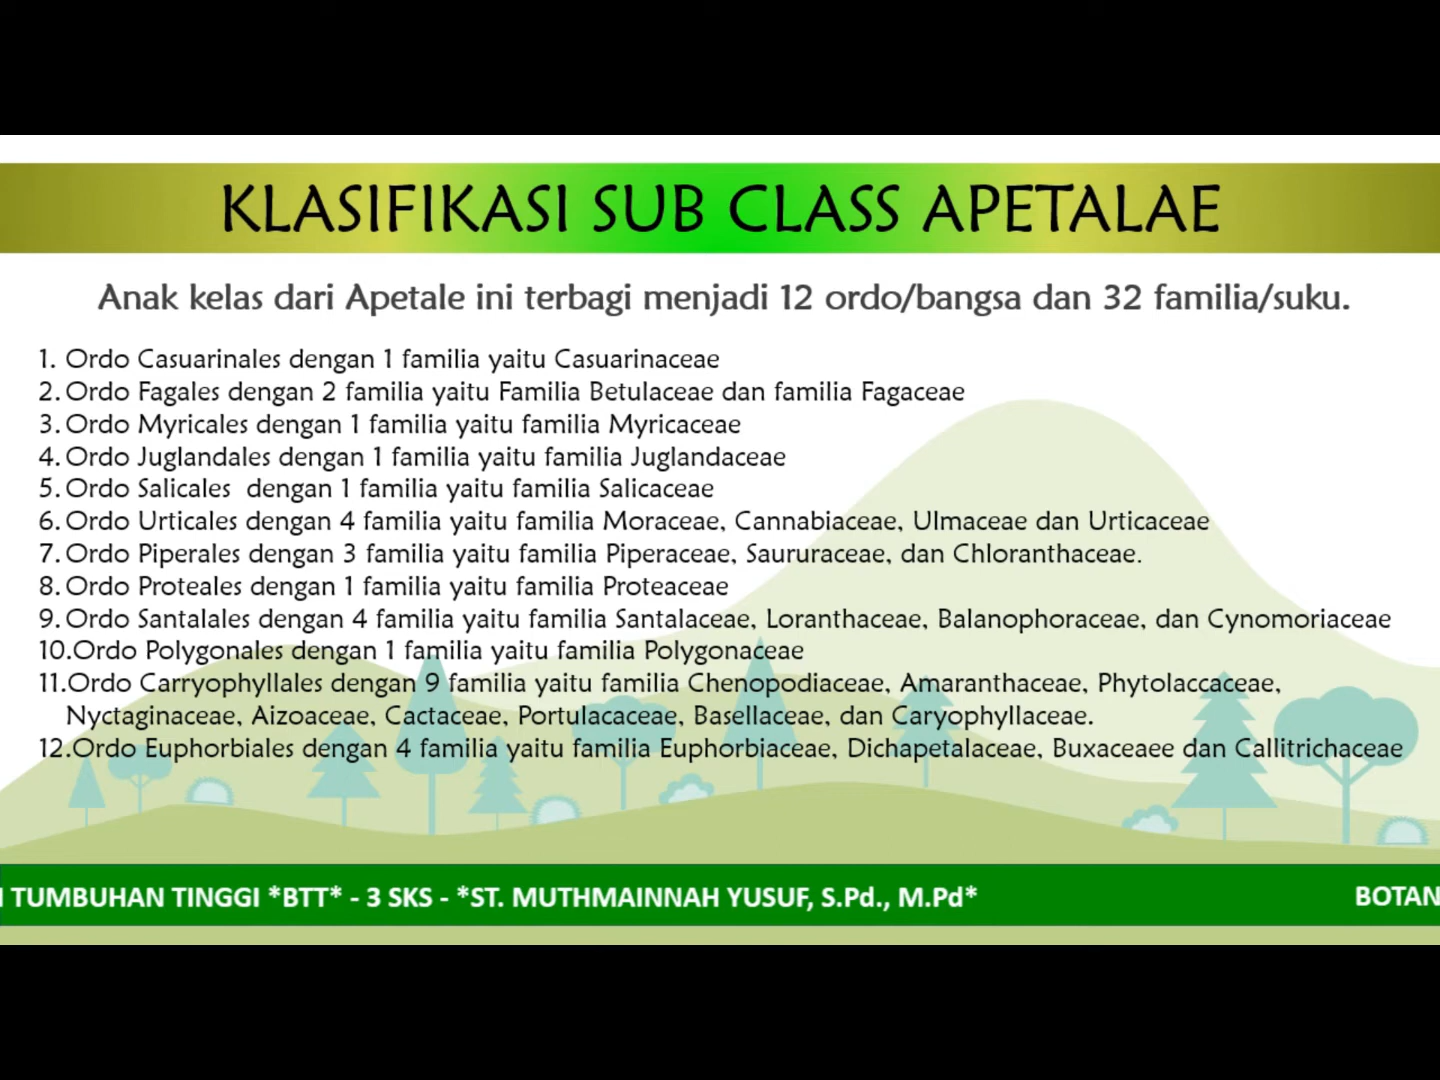 KLASIFIKASI SUB CLASS APETALAE
Anak kelas dari Apetale ini terbagi menjadi 12 ordo/bangsa dan 32 familia/suku.
1. Ordo Casuarinales dengan 1 familia yaitu Casuarinaceae
2. Ordo Fagales dengan 2 familia yaitu Familia Betulaceae dan familia Fagaceae
3. Ordo Myricales dengan 1 familia yaitu familia Myricaceae
4. Ordo Juglandales dengan 1 familia yaitu familia Juglandaceae
5. Ordo Salicales  dengan 1 familia yaitu familia Salicaceae
6. Ordo Urticales dengan 4 familia yaitu familia Moraceae, Cannabiaceae, Ulmaceae dan Urticaceae
7. Ordo Piperales dengan 3 familia yaitu familia Piperaceae, Saururaceae, dan Chloranthaceae.
8. Ordo Proteales dengan 1 familia yaitu familia Proteaceae
9. Ordo Santalales dengan 4 familia yaitu familia Santalaceae, Loranthaceae, Balanophoraceae, dan Cynomoriaceae
10.Ordo Polygonales dengan 1 familia yaitu familia Polygonaceae
11.Ordo Carryophyllales dengan 9 familia yaitu familia Chenopodiaceae, Amaranthaceae, Phytolaccaceae,
Nyctaginaceae, Aizoaceae, Cactaceae, Portulacaceae, Basellaceae, dan Caryophyllaceae.
12.Ordo Euphorbiales dengan 4 familia yaitu familia Euphorbiaceae, Dichapetalaceae, Buxaceaee dan Callitrichaceae
I TUMBUHAN TINGGI *BTT* - 3 SKS - *ST. MUTHMAINNAH YUSUF, S.Pd., M.Pd* BOTAN